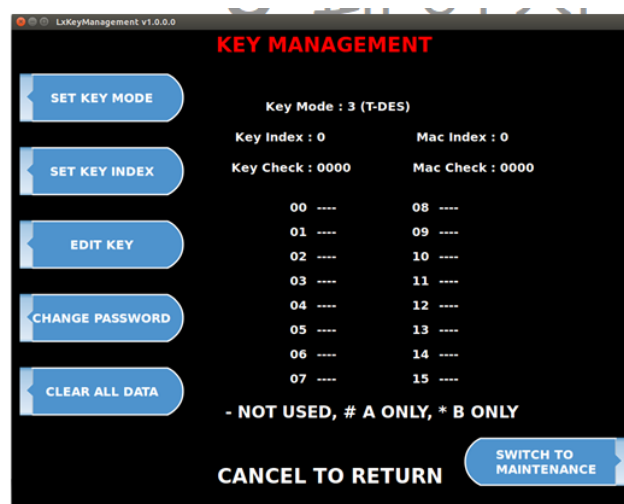 LxKeyManagement v1.0.0.0
KEY MANAGEMENT
SET KEY MODE
Key Mode : 3 (T-DES)
Key Index : 0 Mac Index : 0
SET KEY INDEX
Key Check : 0000 Mac Check : 0000
00 ---- 08 ----
01 ---- 09 ----
EDIT KEY
02 ---- 10 ----
03 ---- 11 ----
04 ---- 12 ----
CHANGE PASSWORD
05 ---- 13 ----
06 ---- 14 ----
07 ---- 15 ----
CLEAR ALL DATA
- NOT USED, # A ONLY, * B ONLY
SWITCH TO
MAINTENANCE
CANCEL TO RETURN